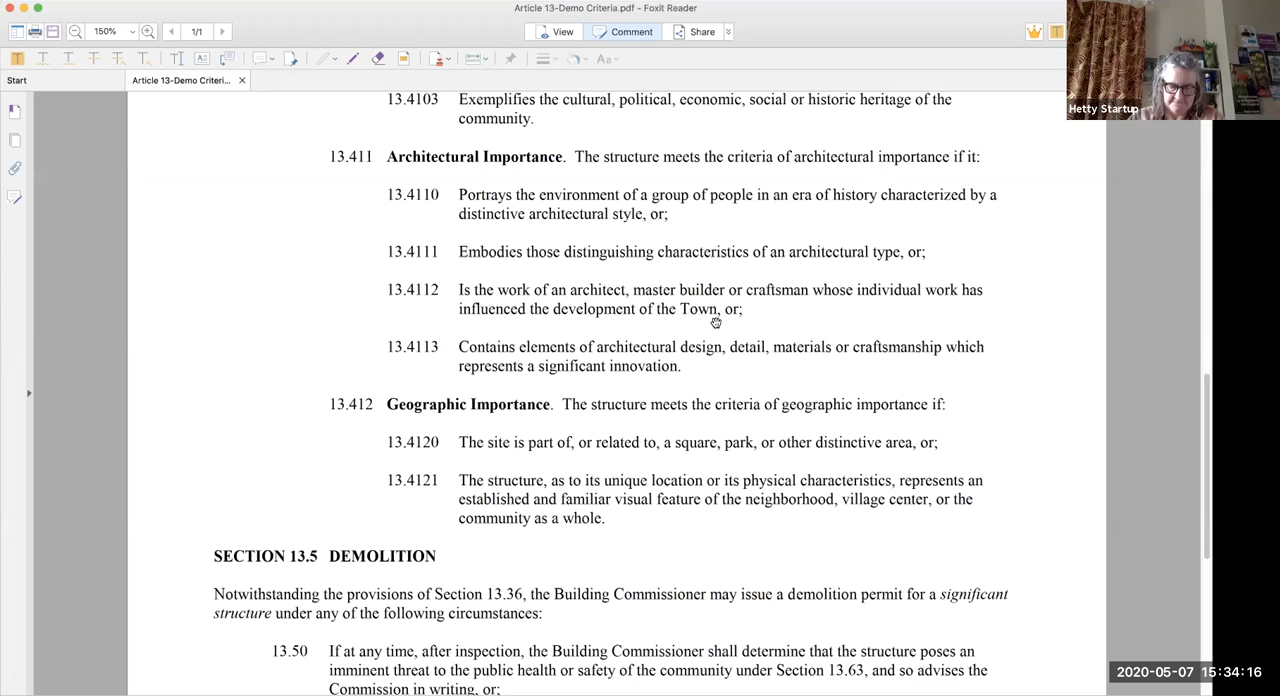 Article 13-Demo Criteria.pdf - Foxit Reader
150%
1/1
View
Comment
Share
Start
Article 13-Demo Criteri...
Hetty Startup
13.4103 Exemplifies the cultural, political, economic, social or historic heritage of the
community.
13.411 Architectural Importance. The structure meets the criteria of architectural importance if it:
13.4110 Portrays the environment of a group of people in an era of history characterized by a
distinctive architectural style, or;
13.4111 Embodies those distinguishing characteristics of an architectural type, or;
13.4112 Is the work of an architect, master builder or craftsman whose individual work has
influenced the development of the Town, or;
13.4113 Contains elements of architectural design, detail, materials or craftsmanship which
represents a significant innovation.
13.412 Geographic Importance. The structure meets the criteria of geographic importance if:
13.4120 The site is part of, or related to, a square, park, or other distinctive area, or;
13.4121 The structure, as to its unique location or its physical characteristics, represents an
established and familiar visual feature of the neighborhood, village center, or the
community as a whole.
SECTION 13.5 DEMOLITION
Notwithstanding the provisions of Section 13.36, the Building Commissioner may issue a demolition permit for a significant
structure under any of the following circumstances:
13.50 If at any time, after inspection, the Building Commissioner shall determine that the structure poses an
imminent threat to the public health or safety of the community under Section 13.63, and so advises the
Commission in writing, or;
2020-05-07 15:34:16